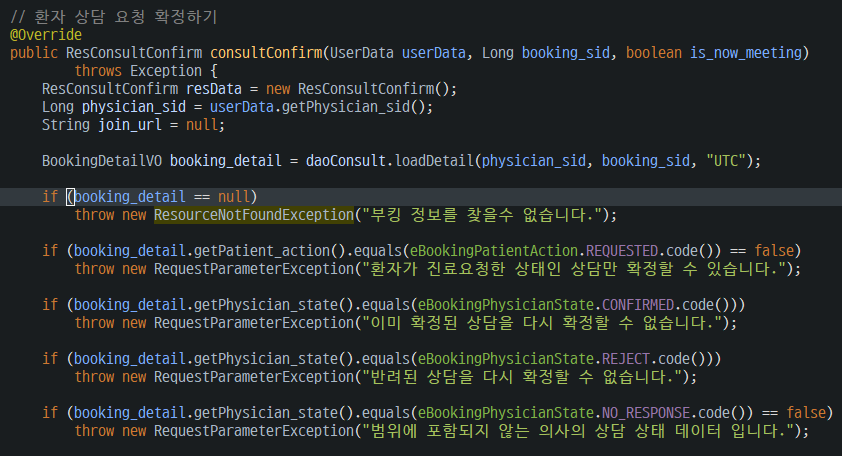 // 환자 상담 요청 확정하기
@Override
public ResConsultConfirm consultConfirm(UserData userData, Long booking_sid, boolean is_now_meeting)
throws Exception {
ResConsultConfirm resData = new ResConsultConfirm();
Long physician_sid = userData.getPhysician_sid();
String join_url = null;
BookingDetailVO booking_detail = daoConsult.loadDetail(physician_sid, booking_sid, "UTC");
if (booking_detail == null)
throw new ResourceNotFoundException("부킹 정보를 찾을수 없습니다.");
if (booking_detail.getPatient_action().equals(eBookingPatientAction.REQUESTED.code()) == false)
throw new RequestParameterException("환자가 진료요청한 상태인 상담만 확정할 수 있습니다.");
if (booking_detail.getPhysician_state().equals(eBookingPhysicianState.CONFIRMED.code()))
throw new RequestParameterException("이미 확정된 상담을 다시 확정할 수 없습니다.");
if (booking_detail.getPhysician_state().equals(eBookingPhysicianState.REJECT.code()))
throw new RequestParameterException("반려된 상담을 다시 확정할 수 없습니다.");
if (booking_detail.getPhysician_state().equals(eBookingPhysicianState.NO_RESPONSE.code()) == false)
throw new RequestParameterException("범위에 포함되지 않는 의사의 상담 상태 데이터 입니다.");